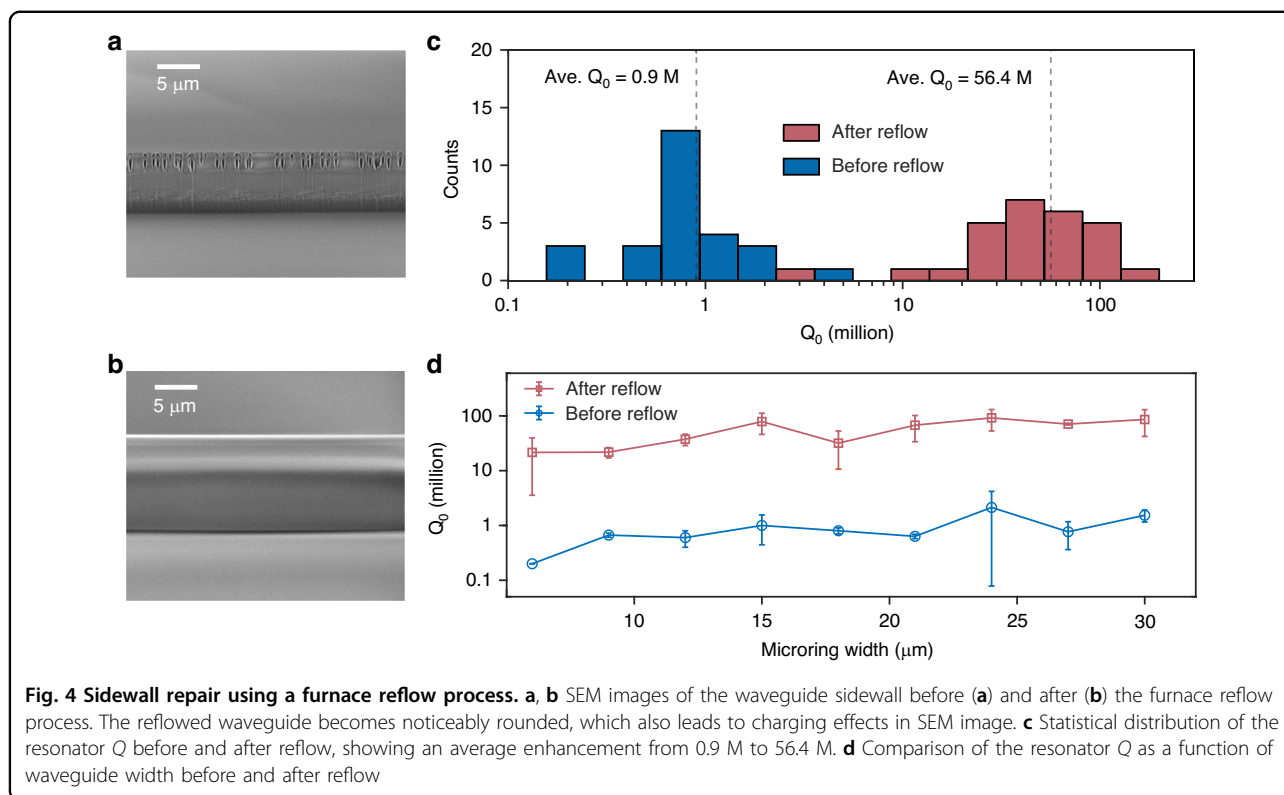 a
5 μm
b
5 μm
c
20
15
10
5
0
Counts
Ave. Q₀ = 0.9 M
Ave. Q₀ = 56.4 M
After reflow
Before reflow
0.1
1
10
100
Q₀ (million)
d
After reflow
Before reflow
100
10
1
0.1
Q₀ (million)
10
15
20
25
30
Microring width (μm)
Fig. 4 Sidewall repair using a furnace reflow process. a, b SEM images of the waveguide sidewall before (a) and after (b) the furnace reflow
process. The reflowed waveguide becomes noticeably rounded, which also leads to charging effects in SEM image. c Statistical distribution of the
resonator Q before and after reflow, showing an average enhancement from 0.9 M to 56.4 M. d Comparison of the resonator Q as a function of
waveguide width before and after reflow